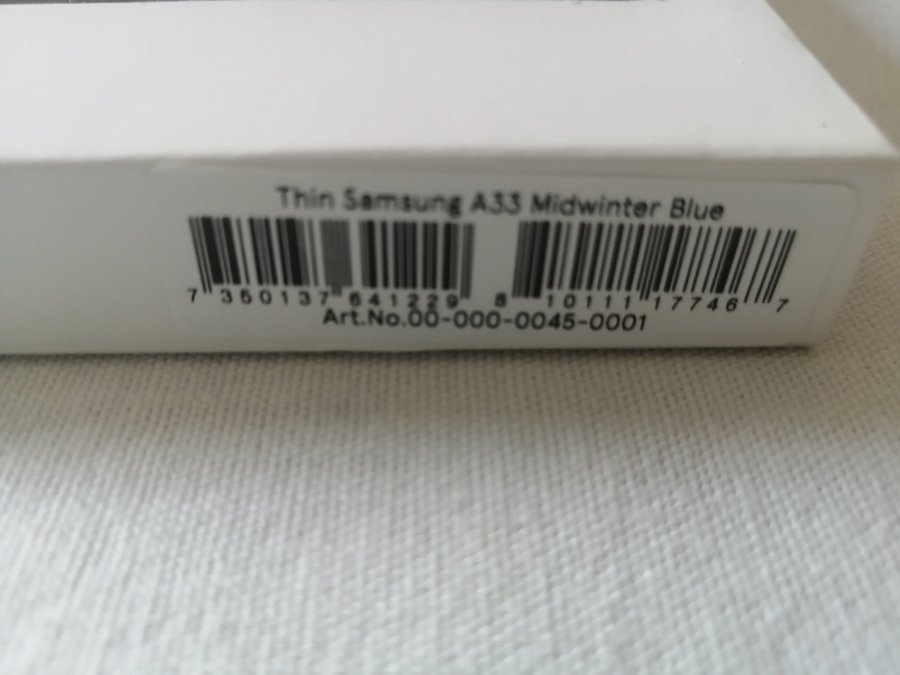 Thin Samsung A33 Midwinter Blue
7 350137 641229 8 10111 17746 7
Art.No.00-000-0045-0001